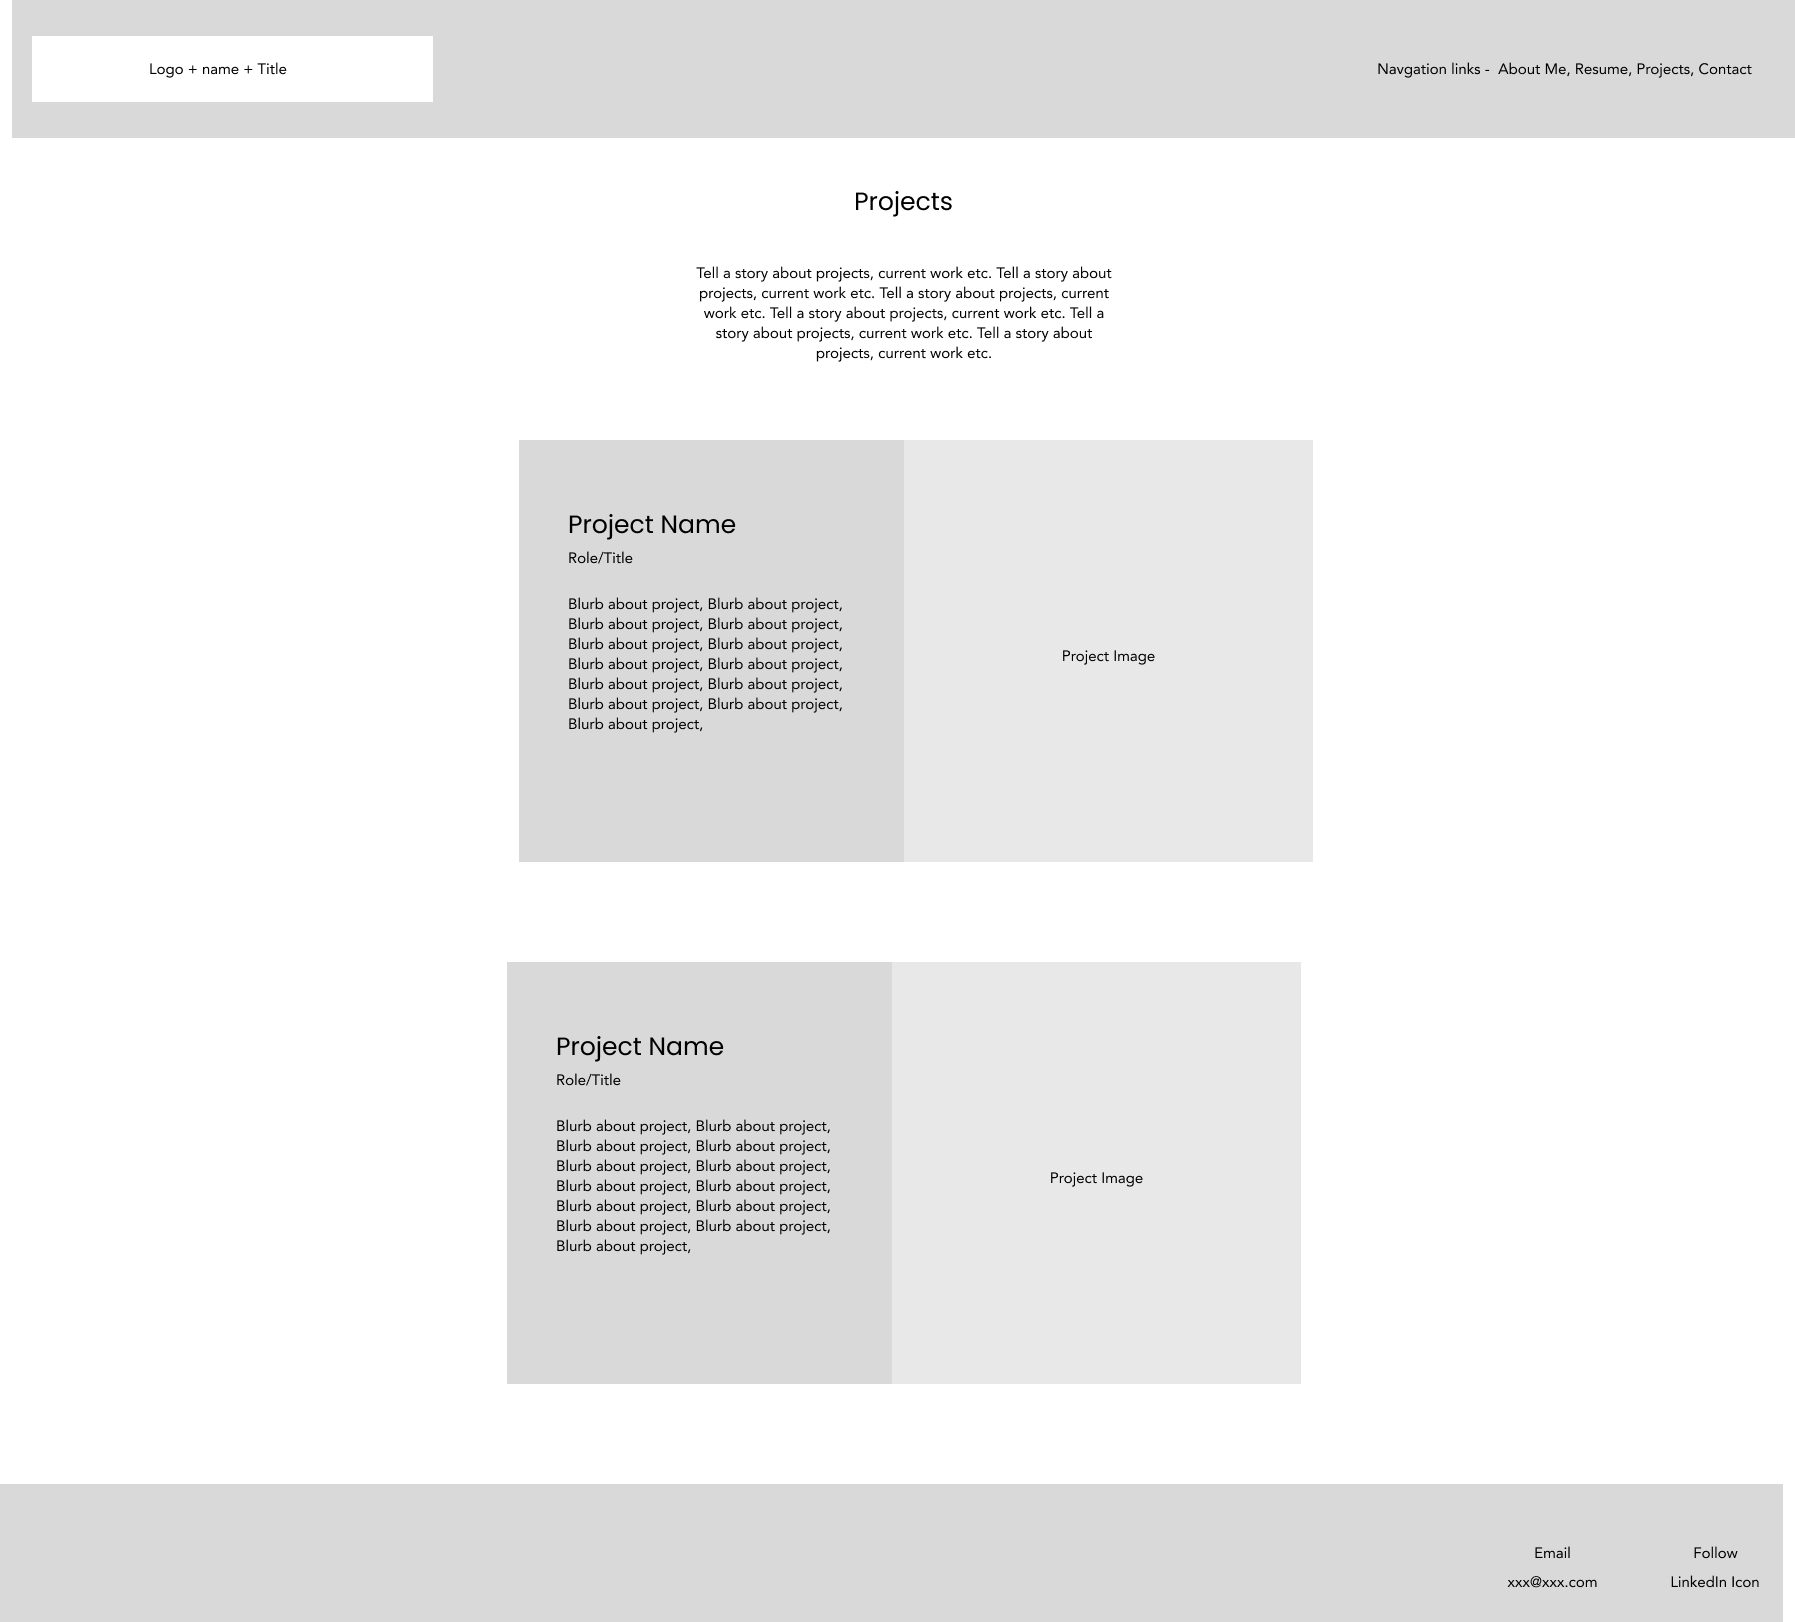 Logo + name + Title
Navgation links -  About Me, Resume, Projects, Contact
Projects
Tell a story about projects, current work etc. Tell a story about
projects, current work etc. Tell a story about projects, current
work etc. Tell a story about projects, current work etc. Tell a
story about projects, current work etc. Tell a story about
projects, current work etc.
Project Name
Role/Title
Blurb about project, Blurb about project,
Blurb about project, Blurb about project,
Blurb about project, Blurb about project,
Blurb about project, Blurb about project,
Blurb about project, Blurb about project,
Blurb about project, Blurb about project,
Blurb about project,
Project Image
Project Name
Role/Title
Blurb about project, Blurb about project,
Blurb about project, Blurb about project,
Blurb about project, Blurb about project,
Blurb about project, Blurb about project,
Blurb about project, Blurb about project,
Blurb about project, Blurb about project,
Blurb about project,
Project Image
Email
xxx@xxx.com
Follow
LinkedIn Icon